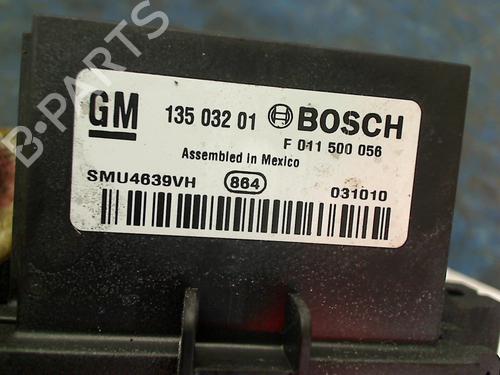 B-PARTS
GM 135 032 01 BOSCH
F 011 500 056
Assembled in Mexico
SMU4639VH 864 031010